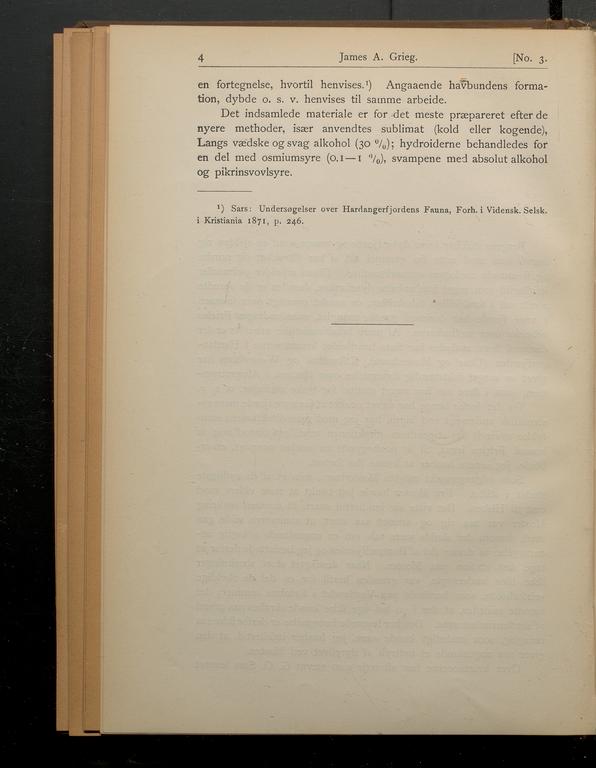 4 James A. Grieg. [No. 3.
en fortegnelse, hvortil henvises.¹) Angaaende havbundens forma-
tion, dybde o. s. v. henvises til samme arbeide.
Det indsamlede materiale er for det meste præpareret efter de
nyere methoder, især anvendtes sublimat (kold eller kogende),
Langs vædske og svag alkohol (30 %); hydroiderne behandledes for
en del med osmiumsyre (0.1—1 %), svampene med absolut alkohol
og pikrinsvovlsyre.
¹) Sars: Undersøgelser over Hardangerfjordens Fauna, Forh. i Vidensk. Selsk.
i Kristiania 1871, p. 246.